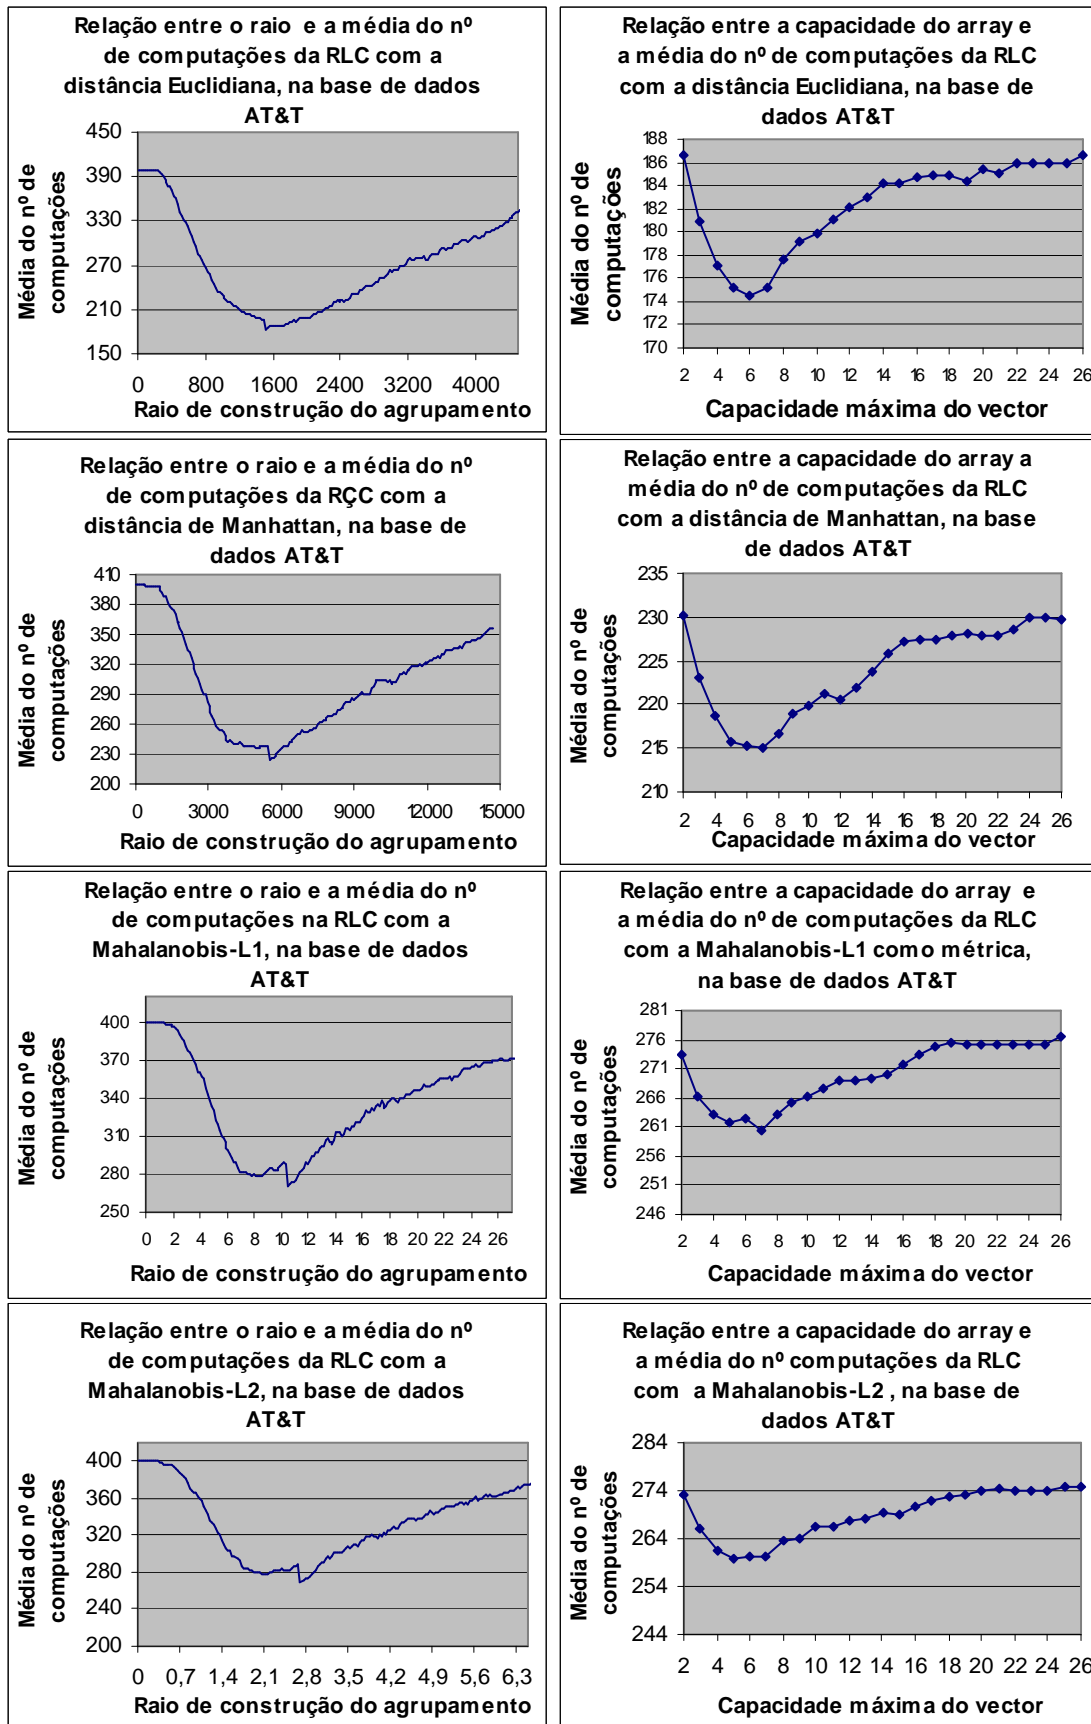 Relação entre o raio e a média do nº
de computações da RLC com a
distância Euclidiana, na base de dados
AT&T
450
390
330
270
210
150
0 800 1600 2400 3200 4000
Média do nº de
computações
Raio de construção do agrupamento
Relação entre a capacidade do array e
a média do nº de computações da RLC
com a distância Euclidiana, na base de
dados AT&T
188
186
184
182
180
178
176
174
172
170
2 4 6 8 10 12 14 16 18 20 22 24 26
Média do nº de
computações
Capacidade máxima do vector
Relação entre o raio e a média do nº
de computações da RÇC com a
distância de Manhattan, na base de
dados AT&T
410
380
350
320
290
260
230
200
0 3000 6000 9000 12000 15000
Média do nº de
computações
Raio de construção do agrupamento
Relação entre a capacidade do array a
média do nº de computações da RLC
com a distância de Manhattan, na base
de dados AT&T
235
230
225
220
215
210
2 4 6 8 10 12 14 16 18 20 22 24 26
Média do nº de
computações
Capacidade máxima do vector
Relação entre o raio e a média do nº
de computações na RLC com a
Mahalanobis-L1, na base de dados
AT&T
400
370
340
310
280
250
0 2 4 6 8 10 12 14 16 18 20 22 24 26
Média do nº de
computações
Raio de construção do agrupamento
Relação entre a capacidade do array e
a média do nº de computações da RLC
com a Mahalanobis-L1 como métrica,
na base de dados AT&T
281
276
271
266
261
256
251
246
2 4 6 8 10 12 14 16 18 20 22 24 26
Média do nº de
computações
Capacidade máxima do vector
Relação entre o raio e a média do nº
de computações da RLC com a
Mahalanobis-L2, na base de dados
AT&T
400
360
320
280
240
200
0 0,7 1,4 2,1 2,8 3,5 4,2 4,9 5,6 6,3
Média do nº de
computações
Raio de construção do agrupamento
Relação entre a capacidade do array e
a média do nº computações da RLC
com a Mahalanobis-L2 , na base de
dados AT&T
284
274
264
254
244
2 4 6 8 10 12 14 16 18 20 22 24 26
Média do nº de
computações
Capacidade máxima do vector